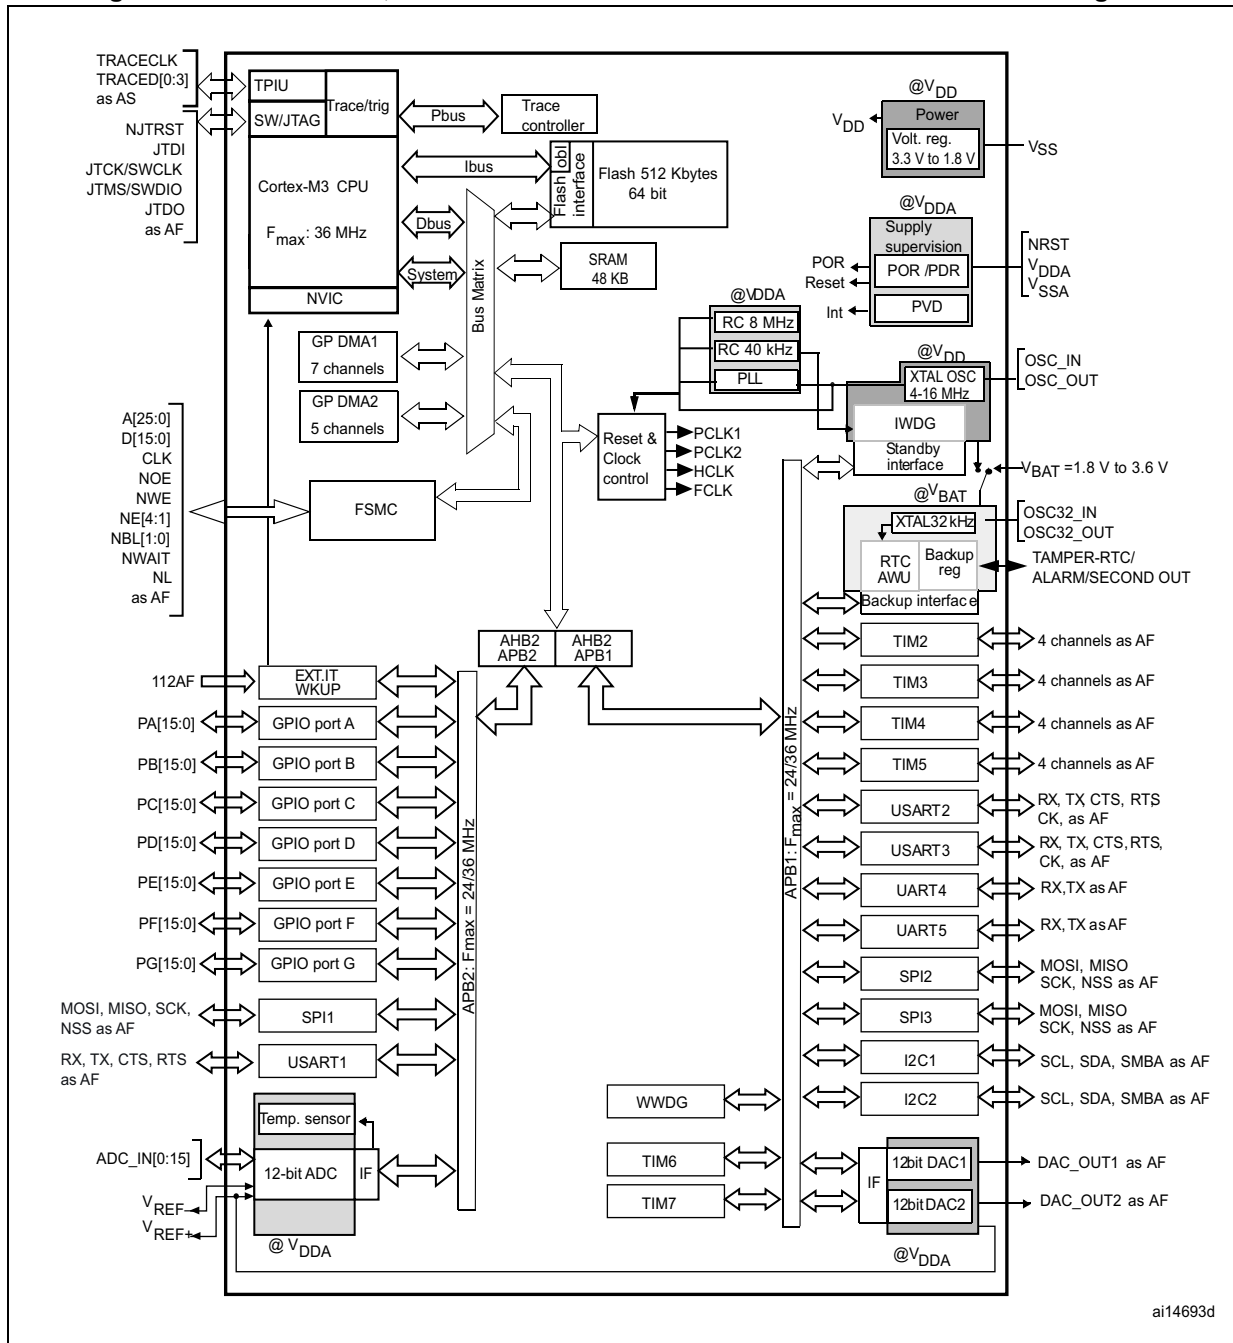 TRACECLK
TRACED[0:3]
as AS
NJTRST
JTDI
JTCK/SWCLK
JTMS/SWDIO
JTDO
as AF
TPIU
SW/JTAG
Trace/trig
Pbus
Trace
controller
Cortex-M3 CPU
Fmax: 36 MHz
NVIC
Ibus
Dbus
System
Flash obl
interface
Flash 512 Kbytes
64 bit
SRAM
48 KB
Bus Matrix
GP DMA1
7 channels
GP DMA2
5 channels
@VDD
Power
VDD
Volt. reg.
3.3 V to 1.8 V
VSS
@VDDA
Supply
supervision
POR
Reset
Int
POR /PDR
PVD
NRST
VDDA
VSSA
@VDDA
RC 8 MHz
RC 40 kHz
PLL
@VDD
XTAL OSC
4-16 MHz
OSC_IN
OSC_OUT
IWDG
Standby
interface
Reset &
Clock
control
PCLK1
PCLK2
HCLK
FCLK
VBAT =1.8 V to 3.6 V
@VBAT
XTAL32 kHz
OSC32_IN
OSC32_OUT
RTC
AWU
Backup
reg
Backup interface
TAMPER-RTC/
ALARM/SECOND OUT
A[25:0]
D[15:0]
CLK
NOE
NWE
NE[4:1]
NBL[1:0]
NWAIT
NL
as AF
FSMC
AHB2
APB2
AHB2
APB1
112AF
EXT.IT
WKUP
PA[15:0]
GPIO port A
PB[15:0]
GPIO port B
PC[15:0]
GPIO port C
PD[15:0]
GPIO port D
PE[15:0]
GPIO port E
PF[15:0]
GPIO port F
PG[15:0]
GPIO port G
MOSI, MISO, SCK,
NSS as AF
SPI1
RX, TX, CTS, RTS
as AF
USART1
Temp. sensor
ADC_IN[0:15]
12-bit ADC
IF
VREF-
VREF+
@ VDDA
APB2: Fmax = 24/36 MHz
APB1: Fmax = 24/36 MHz
TIM2
4 channels as AF
TIM3
4 channels as AF
TIM4
4 channels as AF
TIM5
4 channels as AF
USART2
RX, TX, CTS, RTS,
CK, as AF
USART3
RX, TX, CTS, RTS,
CK, as AF
UART4
RX,TX as AF
UART5
RX, TX as AF
SPI2
MOSI, MISO
SCK, NSS as AF
SPI3
MOSI, MISO
SCK, NSS as AF
I2C1
SCL, SDA, SMBA as AF
I2C2
SCL, SDA, SMBA as AF
WWDG
TIM6
TIM7
IF
12bit DAC1
DAC_OUT1 as AF
12bit DAC2
DAC_OUT2 as AF
@VDDA
ai14693d